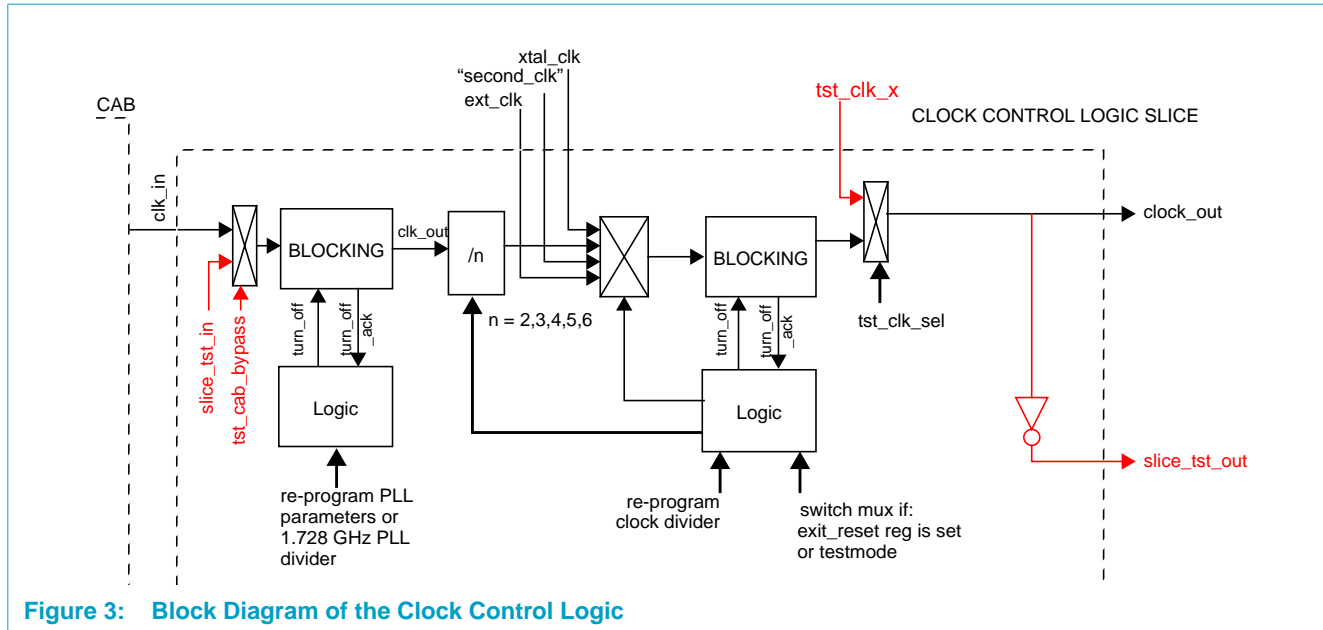 xtal_clk
“second_clk”
ext_clk
tst_clk_x
CAB
CLOCK CONTROL LOGIC SLICE
clk_in
BLOCKING
clk_out
/n
BLOCKING
clock_out
n = 2,3,4,5,6
tst_clk_sel
slice_tst_in
tst_cab_bypass
turn_off
turn_off
_ack
turn_off
turn_off
_ack
Logic
Logic
slice_tst_out
re-program PLL
parameters or
1.728 GHz PLL
divider
re-program
clock divider
switch mux if:
exit_reset reg is set
or testmode
Figure 3: Block Diagram of the Clock Control Logic